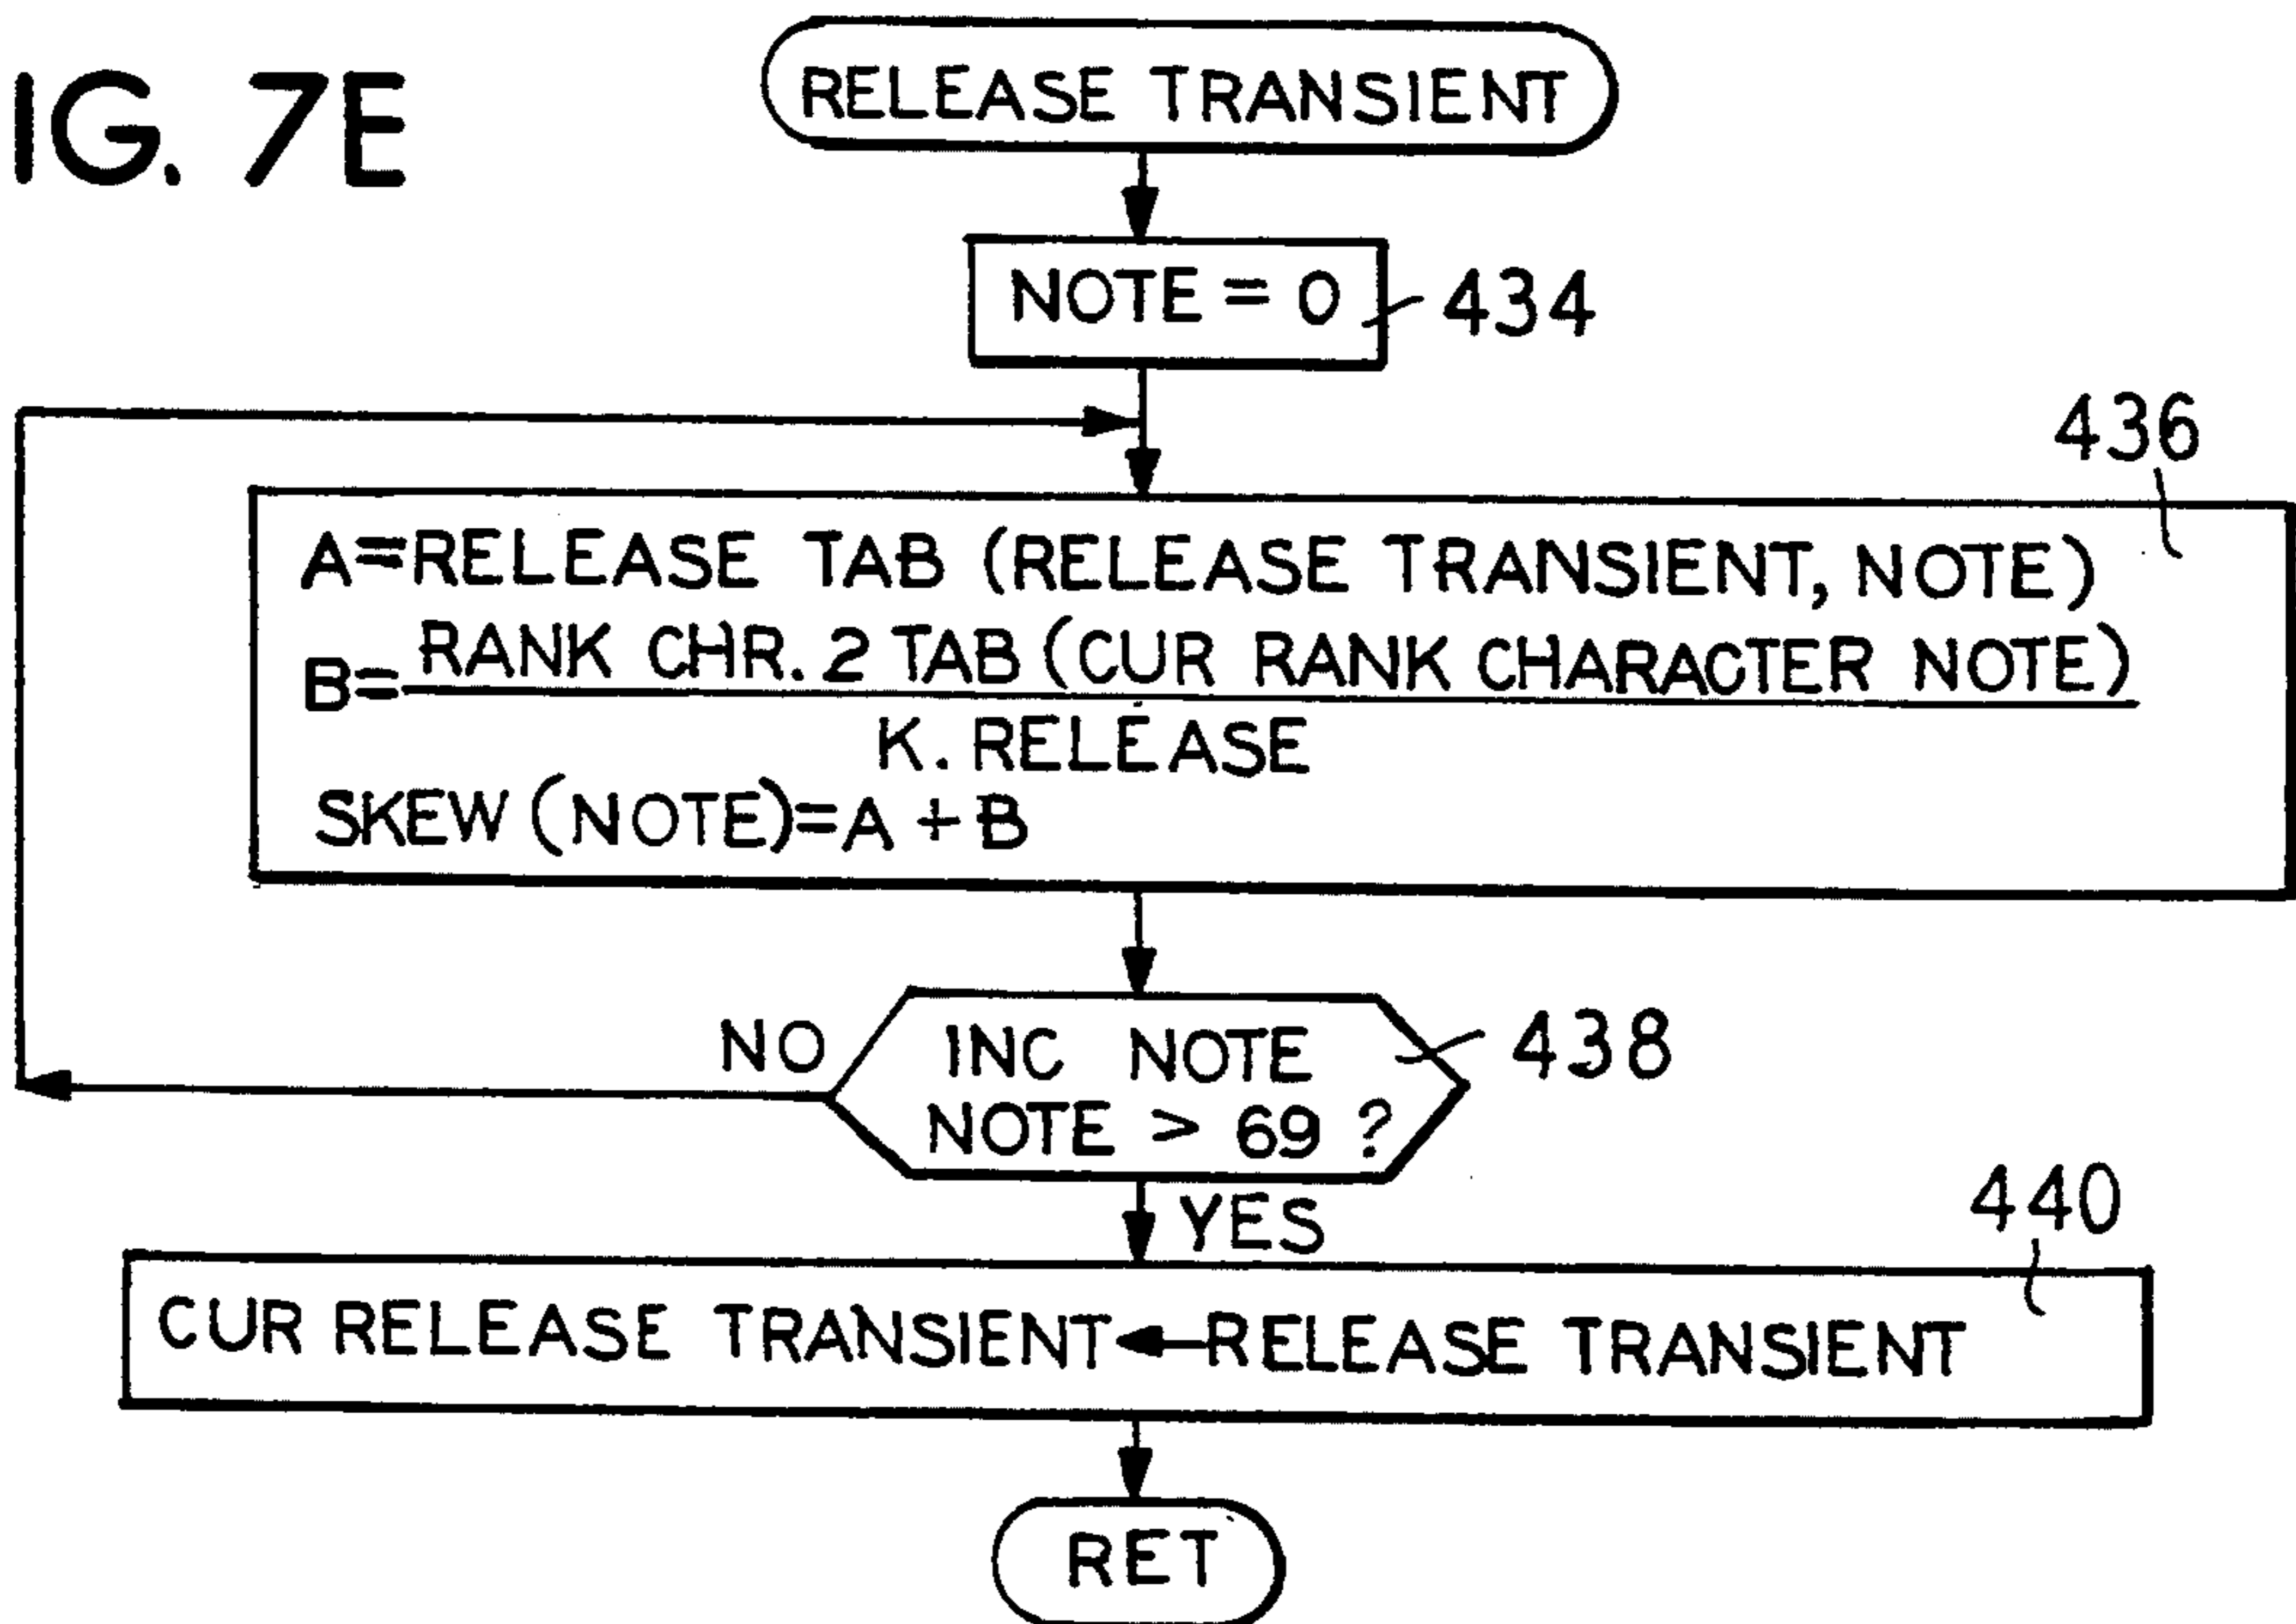 IG. 7E
RELEASE TRANSIENT
NOTE = 0
434
436
A=RELEASE TAB (RELEASE TRANSIENT, NOTE)
B=RANK CHR. 2 TAB (CUR RANK CHARACTER NOTE)
K. RELEASE
SKEW (NOTE)=A + B
NO
INC NOTE
NOTE > 69 ?
438
YES
440
CUR RELEASE TRANSIENT←RELEASE TRANSIENT
RET